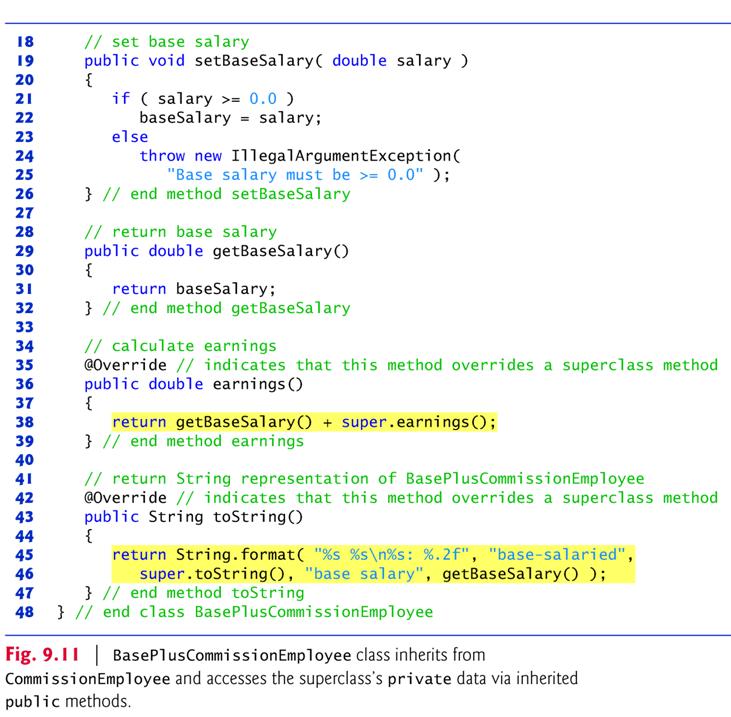 18 // set base salary
19 public void setBaseSalary( double salary )
20 {
21 if ( salary >= 0.0 )
22 baseSalary = salary;
23 else
24 throw new IllegalArgumentException(
25 "Base salary must be >= 0.0" );
26 } // end method setBaseSalary
27
28 // return base salary
29 public double getBaseSalary()
30 {
31 return baseSalary;
32 } // end method getBaseSalary
33
34 // calculate earnings
35 @Override // indicates that this method overrides a superclass method
36 public double earnings()
37 {
38 return getBaseSalary() + super.earnings();
39 } // end method earnings
40
41 // return String representation of BasePlusCommissionEmployee
42 @Override // indicates that this method overrides a superclass method
43 public String toString()
44 {
45 return String.format( "%s %s\n%s: %.2f", "base-salaried",
46 super.toString(), "base salary", getBaseSalary() );
47 } // end method toString
48 } // end class BasePlusCommissionEmployee
Fig. 9.11 | BasePlusCommissionEmployee class inherits from
CommissionEmployee and accesses the superclass's private data via inherited
public methods.